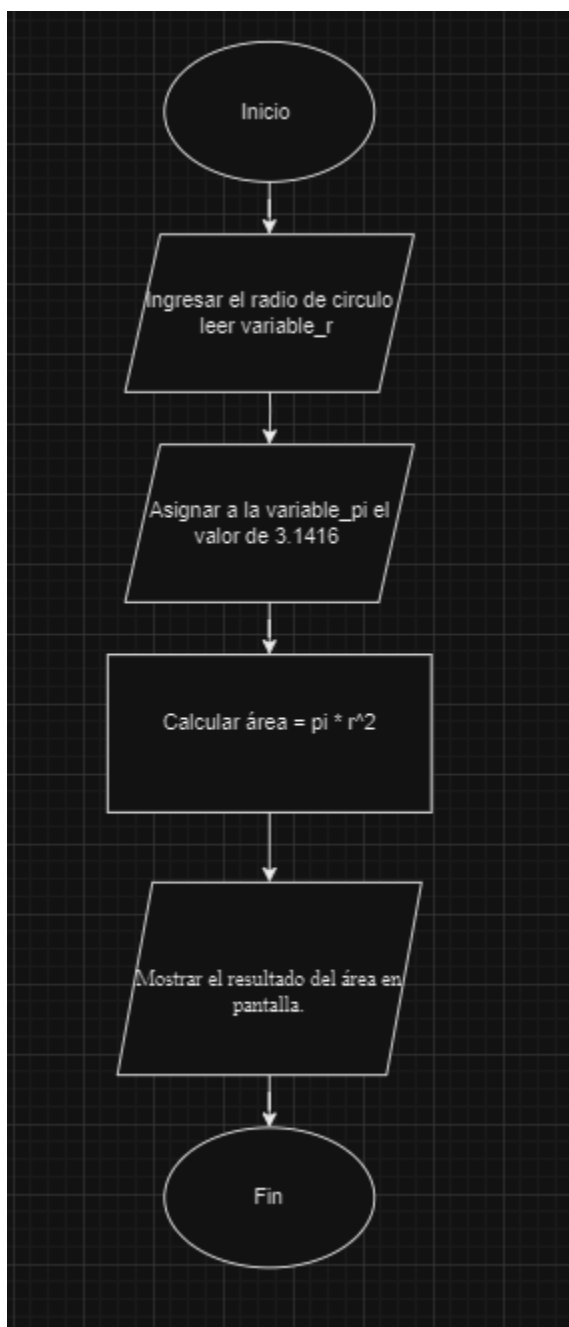 Inicio
Ingresar el radio de circulo
leer variable_r
Asignar a la variable_pi el
valor de 3.1416
Calcular área = pi * r^2
Mostrar el resultado del área en
pantalla.
Fin